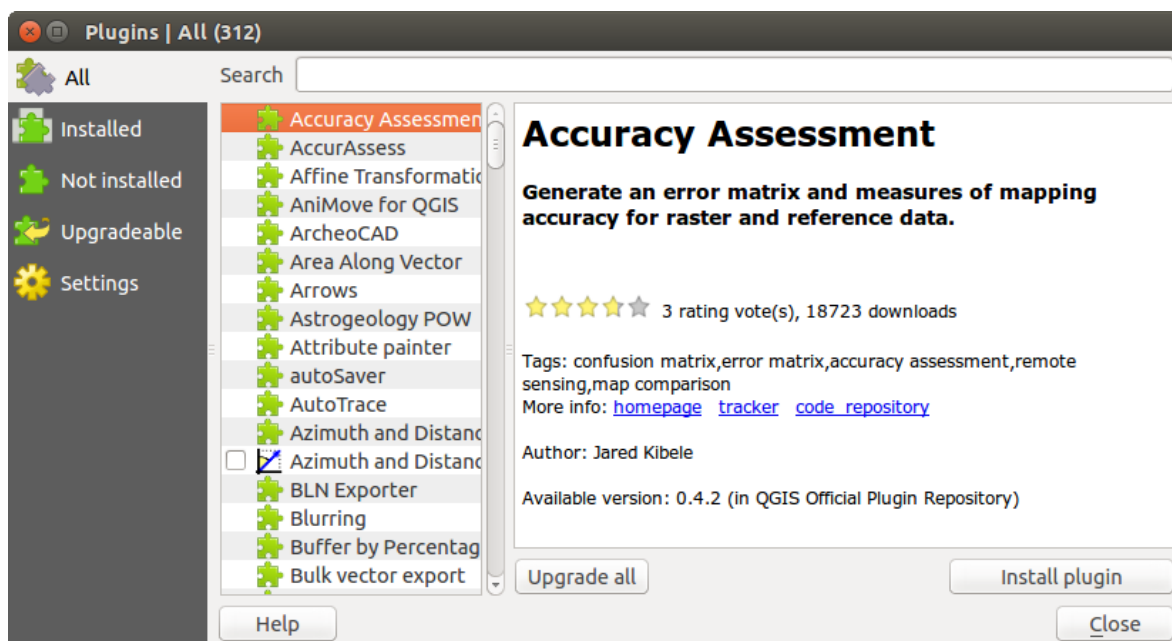 Plugins | All (312)
All
Installed
Not installed
Upgradeable
Settings
Search
Accuracy Assessmen
AccurAssess
Affine Transformatic
AniMove for QGIS
ArcheoCAD
Area Along Vector
Arrows
Astrogeology POW
Attribute painter
autoSaver
AutoTrace
Azimuth and Distanc
Azimuth and Distanc
BLN Exporter
Blurring
Buffer by Percentag
Bulk vector export
Accuracy Assessment
Generate an error matrix and measures of mapping
accuracy for raster and reference data.
3 rating vote(s), 18723 downloads
Tags: confusion matrix,error matrix,accuracy assessment,remote
sensing,map comparison
More info: homepage tracker code_repository
Author: Jared Kibele
Available version: 0.4.2 (in QGIS Official Plugin Repository)
Upgrade all
Install plugin
Help
Close